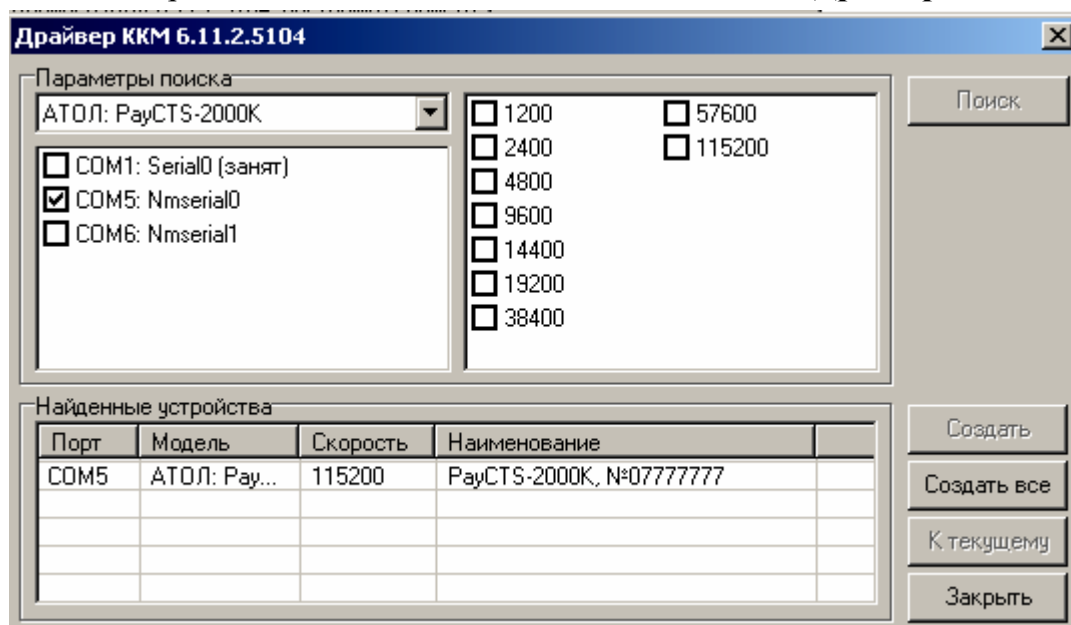 Драйвер ККМ 6.11.2.5104
Параметры поиска
АТОЛ: PayCTS-2000K
COM1: Serial0 (занят)
COM5: Nmserial0
COM6: Nmserial1
1200
2400
4800
9600
14400
19200
38400
57600
115200
Поиск
Найденные устройства
Порт Модель Скорость Наименование
COM5 АТОЛ: Pay... 115200 PayCTS-2000K, №07777777
Создать
Создать все
К текущему
Закрыть